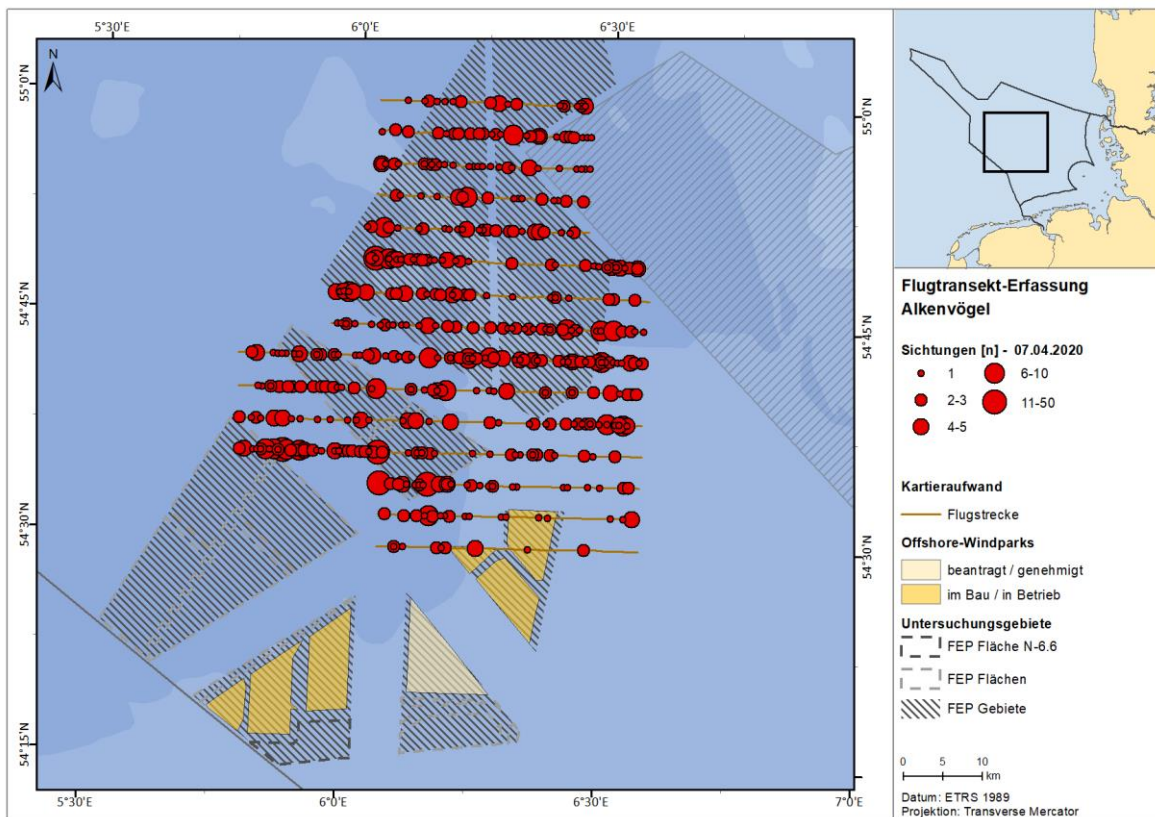 5°30'E
6°0'E
6°30'E
N
55°0'N
55°0'N
54°45'N
54°45'N
54°30'N
54°30'N
54°15'N
5°30'E
6°0'E
6°30'E
7°0'E
Flugtransekt-Erfassung
Alkenvögel
Sichtungen [n] - 07.04.2020
1
6-10
2-3
11-50
4-5
Kartieraufwand
Flugstrecke
Offshore-Windparks
beantragt / genehmigt
im Bau / in Betrieb
Untersuchungsgebiete
FEP Fläche N-6.6
FEP Flächen
FEP Gebiete
0 5 10
km
Datum: ETRS 1989
Projektion: Transverse Mercator